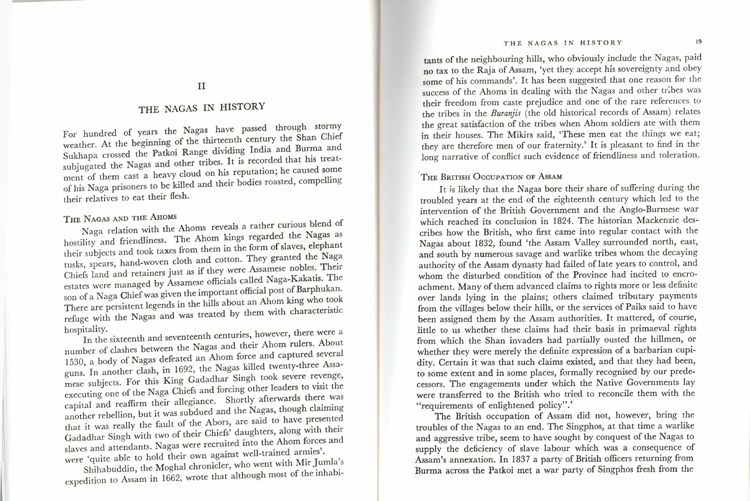 II
THE NAGAS IN HISTORY
For hundred of years the Nagas have passed through stormy
weather. At the beginning of the thirteenth century the Shan Chief
Sukhapa crossed the Patkoi Range dividing India and Burma and
subjugated the Nagas and other tribes. It is recorded that his treat-
ment of them cast a heavy cloud on his reputation; he caused some
of his Naga prisoners to be killed and their bodies roasted, compelling
their relatives to eat their flesh.
THE NAGAS AND THE AHOMS
Naga relation with the Ahoms reveals a rather curious blend of
hostility and friendliness. The Ahom kings regarded the Nagas as
their subjects and took taxes from them in the form of slaves, elephant
tusks, spears, hand-woven cloth and cotton. They granted the Naga
Chiefs land and retainers just as if they were Assamese nobles. Their
estates were managed by Assamese officials called Naga-Kakatis. The
son of a Naga Chief was given the important official post of Barphukan.
There are persistent legends in the hills about an Ahom king who took
refuge with the Nagas and was treated by them with characteristic
hospitality.
In the sixteenth and seventeenth centuries, however, there were a
number of clashes between the Nagas and their Ahom rulers. About
1530, a body of Nagas defeated an Ahom force and captured several
guns. In another clash, in 1692, the Nagas killed twenty-three Assa-
mese subjects. For this King Gadadhar Singh took severe revenge,
executing one of the Naga Chiefs and forcing other leaders to visit the
capital and reaffirm their allegiance. Shortly afterwards there was
another rebellion, but it was subdued and the Nagas, though claiming
that it was really the fault of the Abors, are said to have presented
Gadadhar Singh with two of their Chiefs' daughters, along with their
slaves and attendants. Nagas were recruited into the Ahom forces and
were 'quite able to hold their own against well-trained armies'.
Shihabuddin, the Moghal chronicler, who went with Mir Jumla's
expedition to Assam in 1662, wrote that although most of the inhabi-
THE NAGAS IN HISTORY 19
tants of the neighbouring hills, who obviously include the Nagas, paid
no tax to the Raja of Assam, 'yet they accept his sovereignty and obey
some of his commands'. It has been suggested that one reason for the
success of the Ahoms in dealing with the Nagas and other tribes was
their freedom from caste prejudice and one of the rare references to
the tribes in the Buranjis (the old historical records of Assam) relates
the great satisfaction of the tribes when Ahom soldiers ate with them
in their houses. The Mikirs said, 'These men eat the things we eat;
they are therefore men of our fraternity.' It is pleasant to find in the
long narrative of conflict such evidence of friendliness and toleration.
THE BRITISH OCCUPATION OF ASSAM
It is likely that the Nagas bore their share of suffering during the
troubled years at the end of the eighteenth century which led to the
intervention of the British Government and the Anglo-Burmese war
which reached its conclusion in 1824. The historian Mackenzie des-
cribes how the British, who first came into regular contact with the
Nagas about 1832, found 'the Assam Valley surrounded north, east,
and south by numerous savage and warlike tribes whom the decaying
authority of the Assam dynasty had failed of late years to control, and
whom the disturbed condition of the Province had incited to encro-
achment. Many of them advanced claims to rights more or less definite
over lands lying in the plains; others claimed tributary payments
from the villages below their hills, or the services of Paiks said to have
been assigned them by the Assam authorities. It mattered, of course,
little to us whether these claims had their basis in primaeval rights
from which the Shan invaders had partially ousted the hillmen, or
whether they were merely the definite expression of a barbarian cupi-
dity. Certain it was that such claims existed, and that they had been,
to some extent and in some places, formally recognised by our prede-
cessors. The engagements under which the Native Governments lay
were transferred to the British who tried to reconcile them with the
"requirements of enlightened policy".'
The British occupation of Assam did not, however, bring the
troubles of the Nagas to an end. The Singphos, at that time a warlike
and aggressive tribe, seem to have sought by conquest of the Nagas to
supply the deficiency of slave labour which was a consequence of
Assam's annexation. In 1837 a party of British officers returning from
Burma across the Patkoi met a war party of Singphos fresh from the